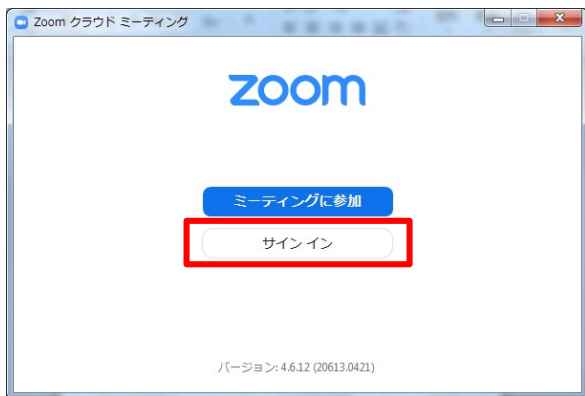 Zoom クラウド ミーティング
zoom
ミーティングに参加
サイン イン
バージョン: 4.6.12 (20613.0421)